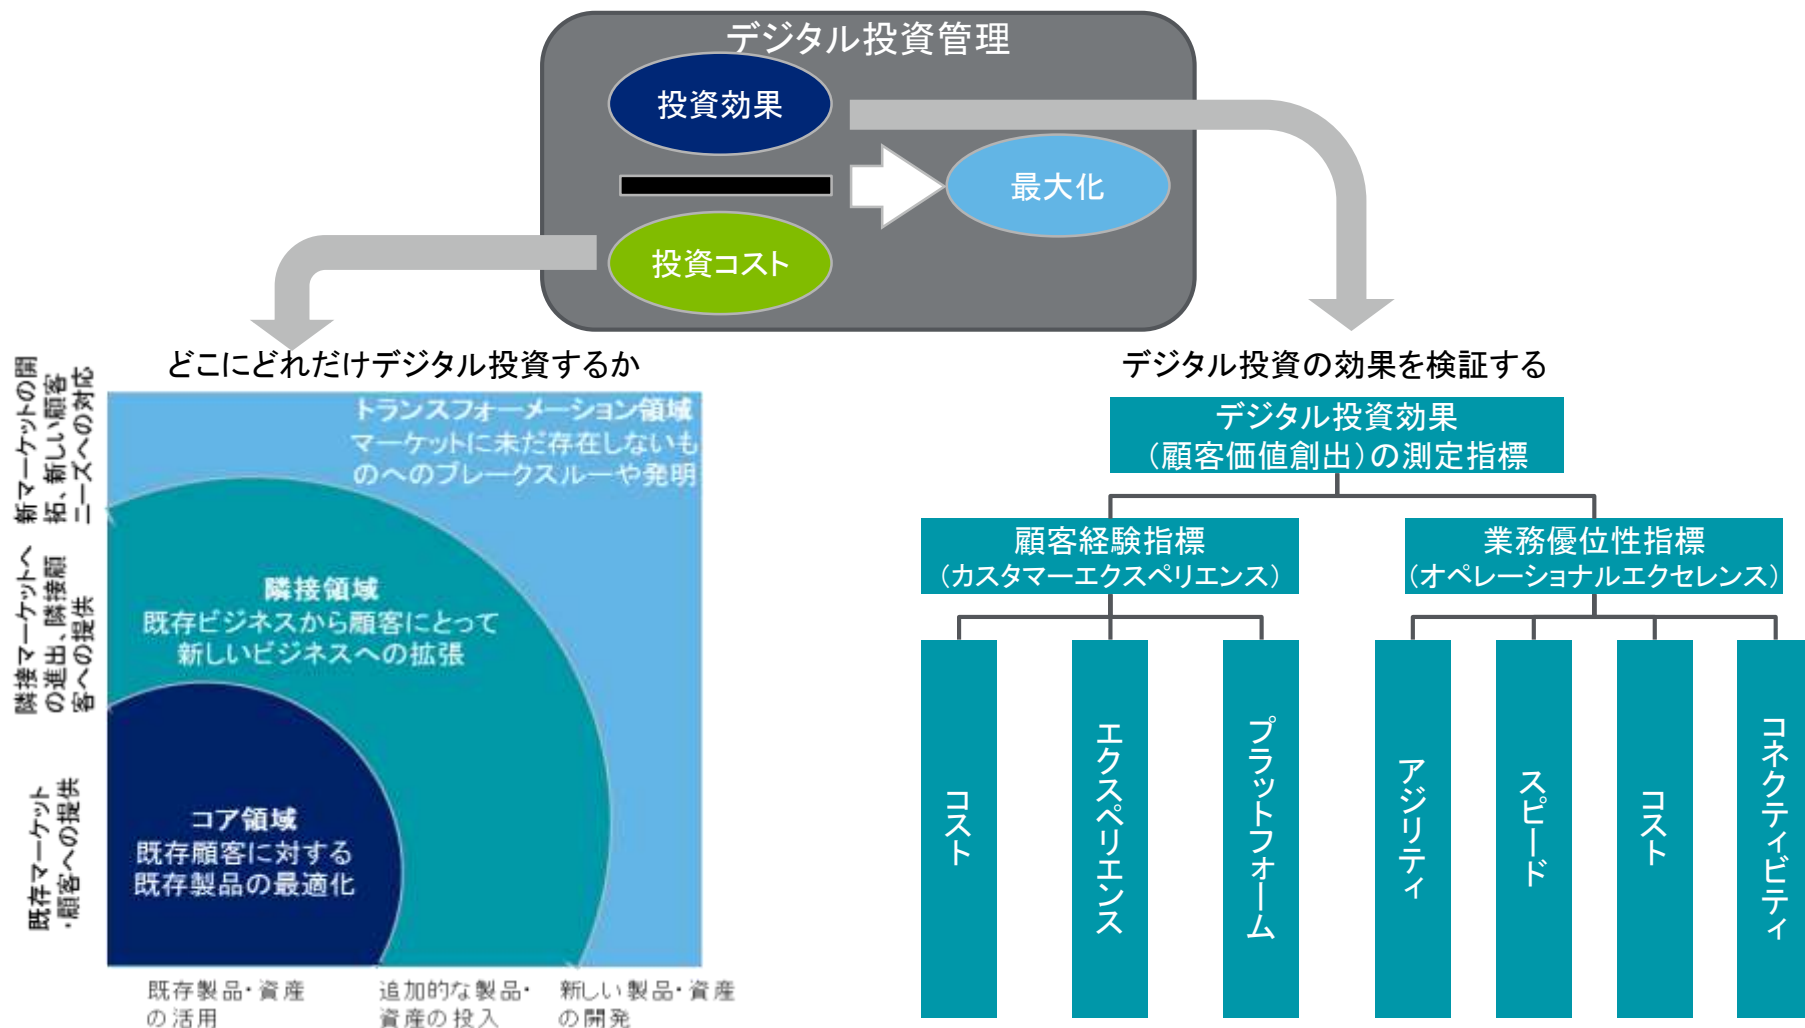 デジタル投資管理
投資効果
最大化
投資コスト
どこにどれだけデジタル投資するか
新マーケットの開
拓、新しい顧客
ニーズへの対応
隣接マーケットへ
の進出、隣接顧
客への提供
既存マーケット
・顧客への提供
トランスフォーメーション領域
マーケットに未だ存在しないも
のへのブレークスルーや発明
隣接領域
既存ビジネスから顧客にとって
新しいビジネスへの拡張
コア領域
既存顧客に対する
既存製品の最適化
既存製品・資産
の活用
追加的な製品・
資産の投入
新しい製品・資産
の開発
デジタル投資の効果を検証する
デジタル投資効果
（顧客価値創出）の測定指標
顧客経験指標
（カスタマーエクスペリエンス）
業務優位性指標
（オペレーショナルエクセレンス）
コスト
エクスペリエンス
プラットフォーム
アジリティ
スピード
コスト
コネクティビティ